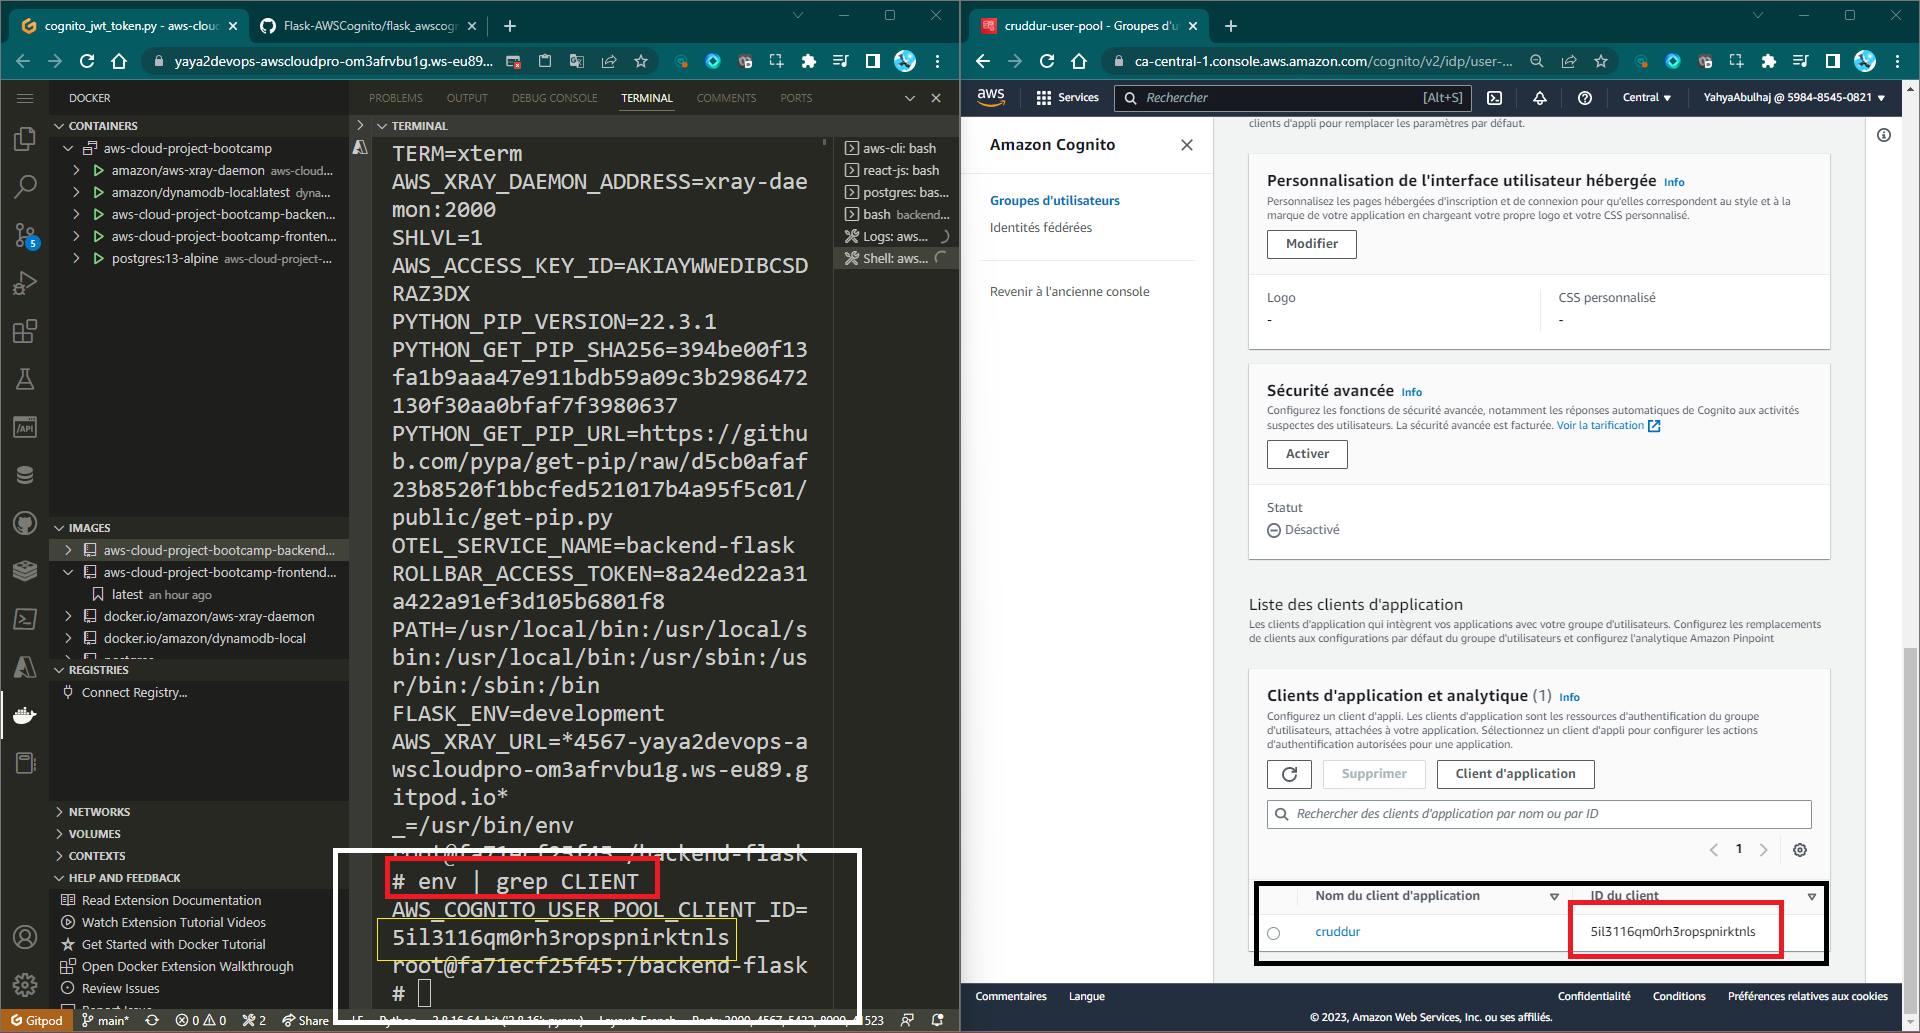 cognito_jwt_token.py - aws-clou
Flask-AWSCognito/flask_awscogn
yaya2devops-awscloudpro-om3afrvbu1g.ws-eu89...
DOCKER
CONTAINERS
aws-cloud-project-bootcamp
amazon/aws-xray-daemon aws-cloud...
amazon/dynamodb-local:latest dyna...
aws-cloud-project-bootcamp-backen...
aws-cloud-project-bootcamp-fronten...
postgres:13-alpine aws-cloud-project-...
5
IMAGES
aws-cloud-project-bootcamp-backend...
aws-cloud-project-bootcamp-frontend...
latest an hour ago
docker.io/amazon/aws-xray-daemon
docker.io/amazon/dynamodb-local
REGISTRIES
Connect Registry...
NETWORKS
VOLUMES
CONTEXTS
HELP AND FEEDBACK
Read Extension Documentation
Watch Extension Tutorial Videos
Get Started with Docker Tutorial
Open Docker Extension Walkthrough
Review Issues
PROBLEMS OUTPUT DEBUG CONSOLE TERMINAL COMMENTS PORTS
TERMINAL
TERM=xterm
AWS_XRAY_DAEMON_ADDRESS=xray-dae
mon:2000
SHLVL=1
AWS_ACCESS_KEY_ID=AKIAYWWEDIBCSD
RAZ3DX
PYTHON_PIP_VERSION=22.3.1
PYTHON_GET_PIP_SHA256=394be00f13
fa1b9aaa47e911bdb59a09c3b2986472
130f30aa0bfaf7f3980637
PYTHON_GET_PIP_URL=https://githu
b.com/pypa/get-pip/raw/d5cb0afaf
23b8520f1bbcfed521017b4a95f5c01/
public/get-pip.py
OTEL_SERVICE_NAME=backend-flask
ROLLBAR_ACCESS_TOKEN=8a24ed22a31
a422a91ef3d105b6801f8
PATH=/usr/local/bin:/usr/local/s
bin:/usr/local/bin:/usr/sbin:/us
r/bin:/sbin:/bin
FLASK_ENV=development
AWS_XRAY_URL=*4567-yaya2devops-a
wscloudpro-om3afrvbu1g.ws-eu89.g
itpod.io*
_=/usr/bin/env
root@fa71ecf25f45:/backend-flask
# env | grep CLIENT
AWS_COGNITO_USER_POOL_CLIENT_ID=
5il3116qm0rh3ropspnirktnls
root@fa71ecf25f45:/backend-flask
#
aws-cli: bash
react-js: bash
postgres: bas...
bash backend...
Logs: aws...
Shell: aws...
Gitpod main* 0 0 2 Share
cruddur-user-pool - Groupes d'u
ca-central-1.console.aws.amazon.com/cognito/v2/idp/user-...
aws Services Rechercher [Alt+S] Central YahyaAbulhaj @ 5984-8545-0821
Amazon Cognito
Groupes d'utilisateurs
Identités fédérées
Revenir à l'ancienne console
clients d'appli pour remplacer les paramètres par défaut.
Personnalisation de l'interface utilisateur hébergée Info
Personnalisez les pages hébergées d'inscription et de connexion pour qu'elles correspondent au style et à la
marque de votre application en chargeant votre propre logo et votre CSS personnalisé.
Modifier
Logo
-
CSS personnalisé
-
Sécurité avancée Info
Configurez les fonctions de sécurité avancée, notamment les réponses automatiques de Cognito aux activités
suspectes des utilisateurs. La sécurité avancée est facturée. Voir la tarification
Activer
Statut
Désactivé
Liste des clients d'application
Les clients d'application qui intègrent vos applications avec votre groupe d'utilisateurs. Configurez les remplacements
de clients aux configurations par défaut du groupe d'utilisateurs et configurez l'analytique Amazon Pinpoint
Clients d'application et analytique (1) Info
Configurez un client d'appli. Les clients d'application sont les ressources d'authentification du groupe
d'utilisateurs, attachées à votre application. Sélectionnez un client d'appli pour configurer les actions
d'authentification autorisées pour une application.
Supprimer Client d'application
Rechercher des clients d'application par nom ou par ID
1
Nom du client d'application ID du client
cruddur 5il3116qm0rh3ropspnirktnls
Commentaires Langue Confidentialité Conditions Préférences relatives aux cookies
© 2023, Amazon Web Services, Inc. ou ses affiliés.